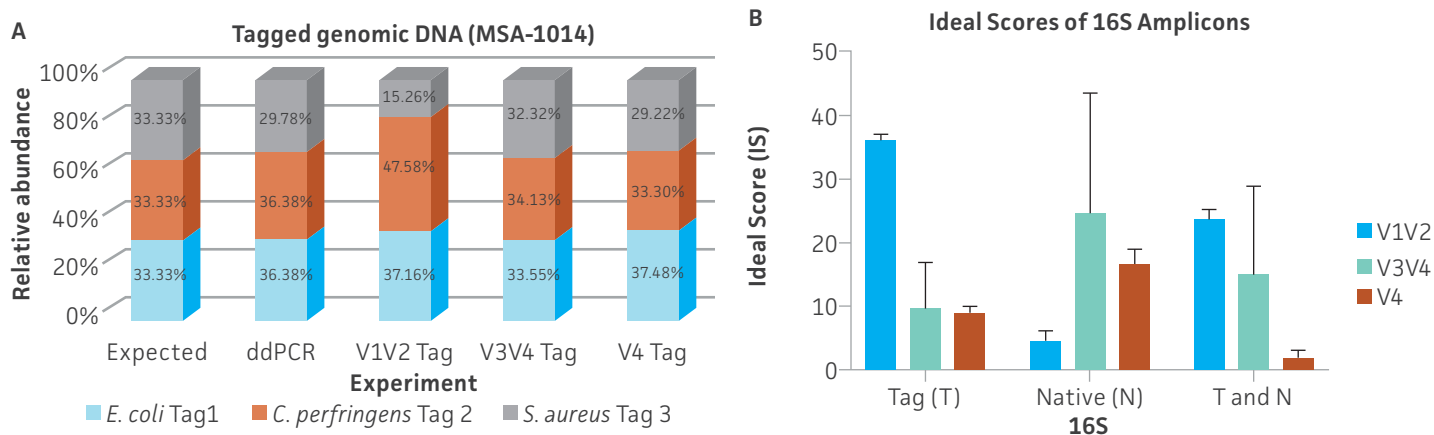 A
Tagged genomic DNA (MSA-1014)
Relative abundance
100%
80%
60%
40%
20%
0%
33.33%
33.33%
33.33%
29.78%
36.38%
36.38%
15.26%
47.58%
37.16%
32.32%
34.13%
33.55%
29.22%
33.30%
37.48%
Expected ddPCR V1V2 Tag V3V4 Tag V4 Tag
Experiment
E. coli Tag1 C. perfringens Tag 2 S. aureus Tag 3
B
Ideal Scores of 16S Amplicons
Ideal Score (IS)
50
40
30
20
10
0
Tag (T) Native (N) T and N
16S
V1V2
V3V4
V4